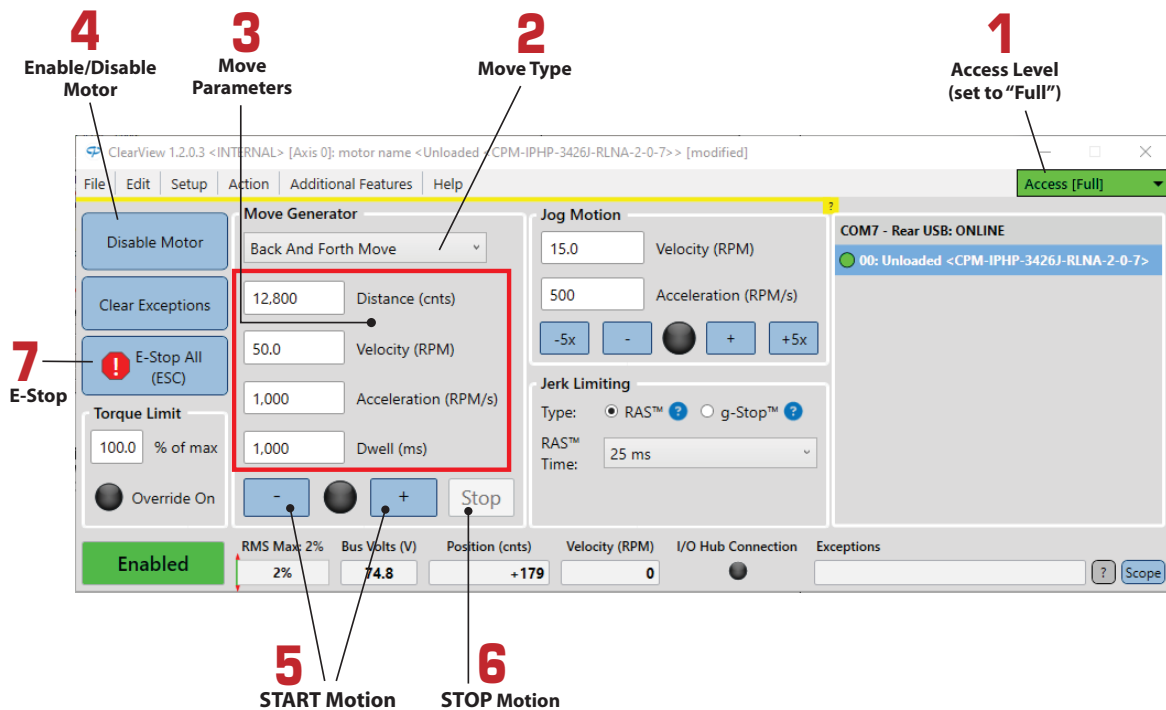 4
Enable/Disable
Motor
3
Move
Parameters
2
Move Type
1
Access Level
(set to “Full”)
ClearView 1.2.0.3 <INTERNAL> [Axis 0]: motor name <Unloaded <CPM-IPHP-3426J-RLNA-2-0-7>> [modified]
File Edit Setup Action Additional Features Help
Access [Full]
?
Disable Motor
Clear Exceptions
7
E-Stop
! E-Stop All
(ESC)
Torque Limit
100.0 % of max
Override On
Move Generator
Back And Forth Move
12,800 Distance (cnts)
50.0 Velocity (RPM)
1,000 Acceleration (RPM/s)
1,000 Dwell (ms)
- + Stop
Jog Motion
15.0 Velocity (RPM)
500 Acceleration (RPM/s)
-5x - + +5x
Jerk Limiting
Type: RAS™ ? g-Stop™ ?
RAS™
Time:
25 ms
COM7 - Rear USB: ONLINE
00: Unloaded <CPM-IPHP-3426J-RLNA-2-0-7>
Enabled
RMS Max: 2% Bus Volts (V) Position (cnts) Velocity (RPM) I/O Hub Connection Exceptions
2% 74.8 +179 0 ? Scope
5
START Motion
6
STOP Motion